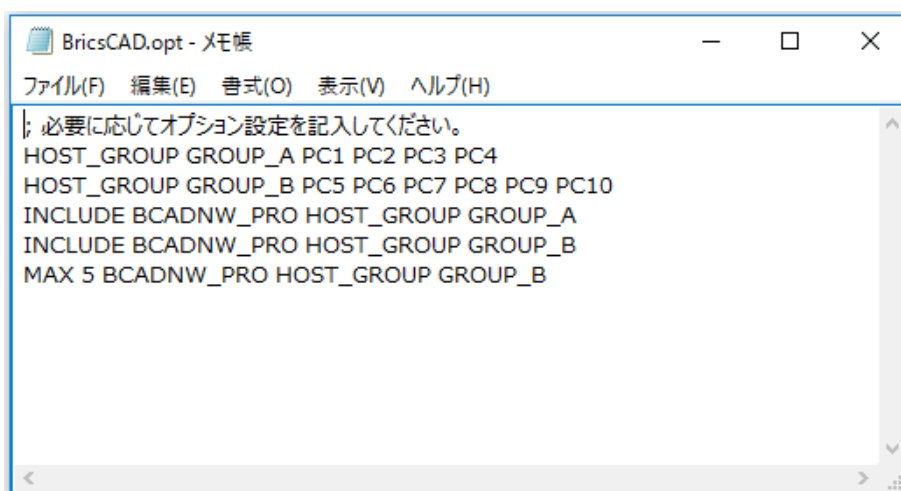 BricsCAD.opt - メモ帳
ファイル(F) 編集(E) 書式(O) 表示(V) ヘルプ(H)
; 必要に応じてオプション設定を記入してください。
HOST_GROUP GROUP_A PC1 PC2 PC3 PC4
HOST_GROUP GROUP_B PC5 PC6 PC7 PC8 PC9 PC10
INCLUDE BCADNW_PRO HOST_GROUP GROUP_A
INCLUDE BCADNW_PRO HOST_GROUP GROUP_B
MAX 5 BCADNW_PRO HOST_GROUP GROUP_B